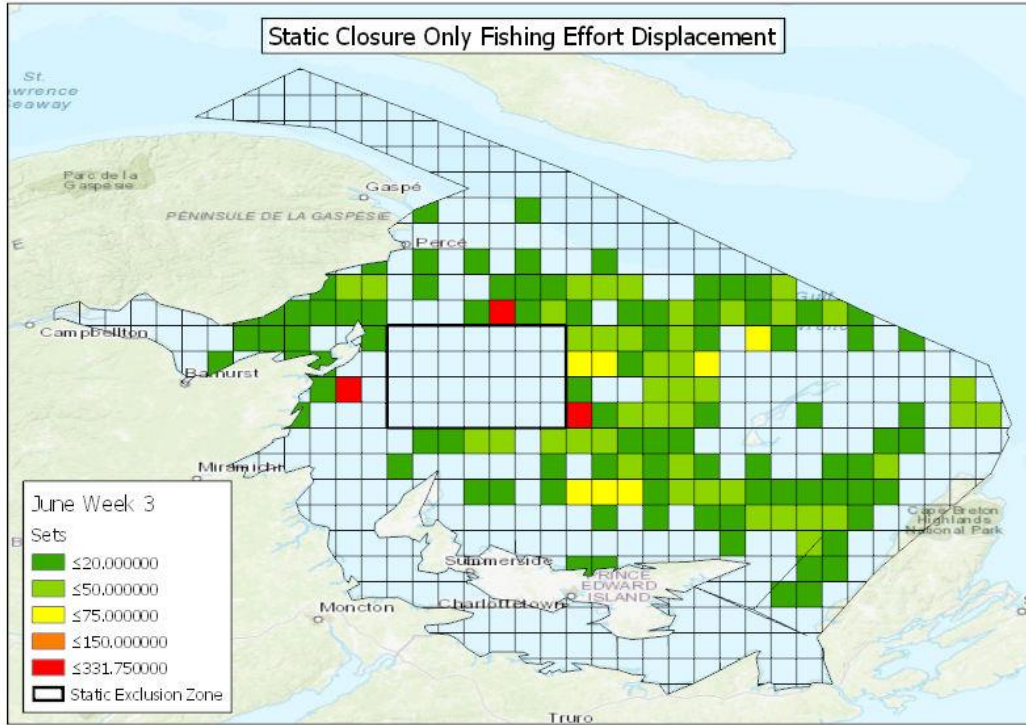 Static Closure Only Fishing Effort Displacement
St.
awrence
Seaway
Parc de la
Gaspésie
Gaspé
PÉNINSULE DE LA GASPÉSIE
Percé
Gulf
Campbellton
Bathurst
Miramichi
Cape Breton
Highlands
National Park
Summerside
PRINCE
EDWARD
ISLAND
Charlottetown
Moncton
Truro
June Week 3
Sets
≤20.000000
≤50.000000
≤75.000000
≤150.000000
≤331.750000
Static Exclusion Zone